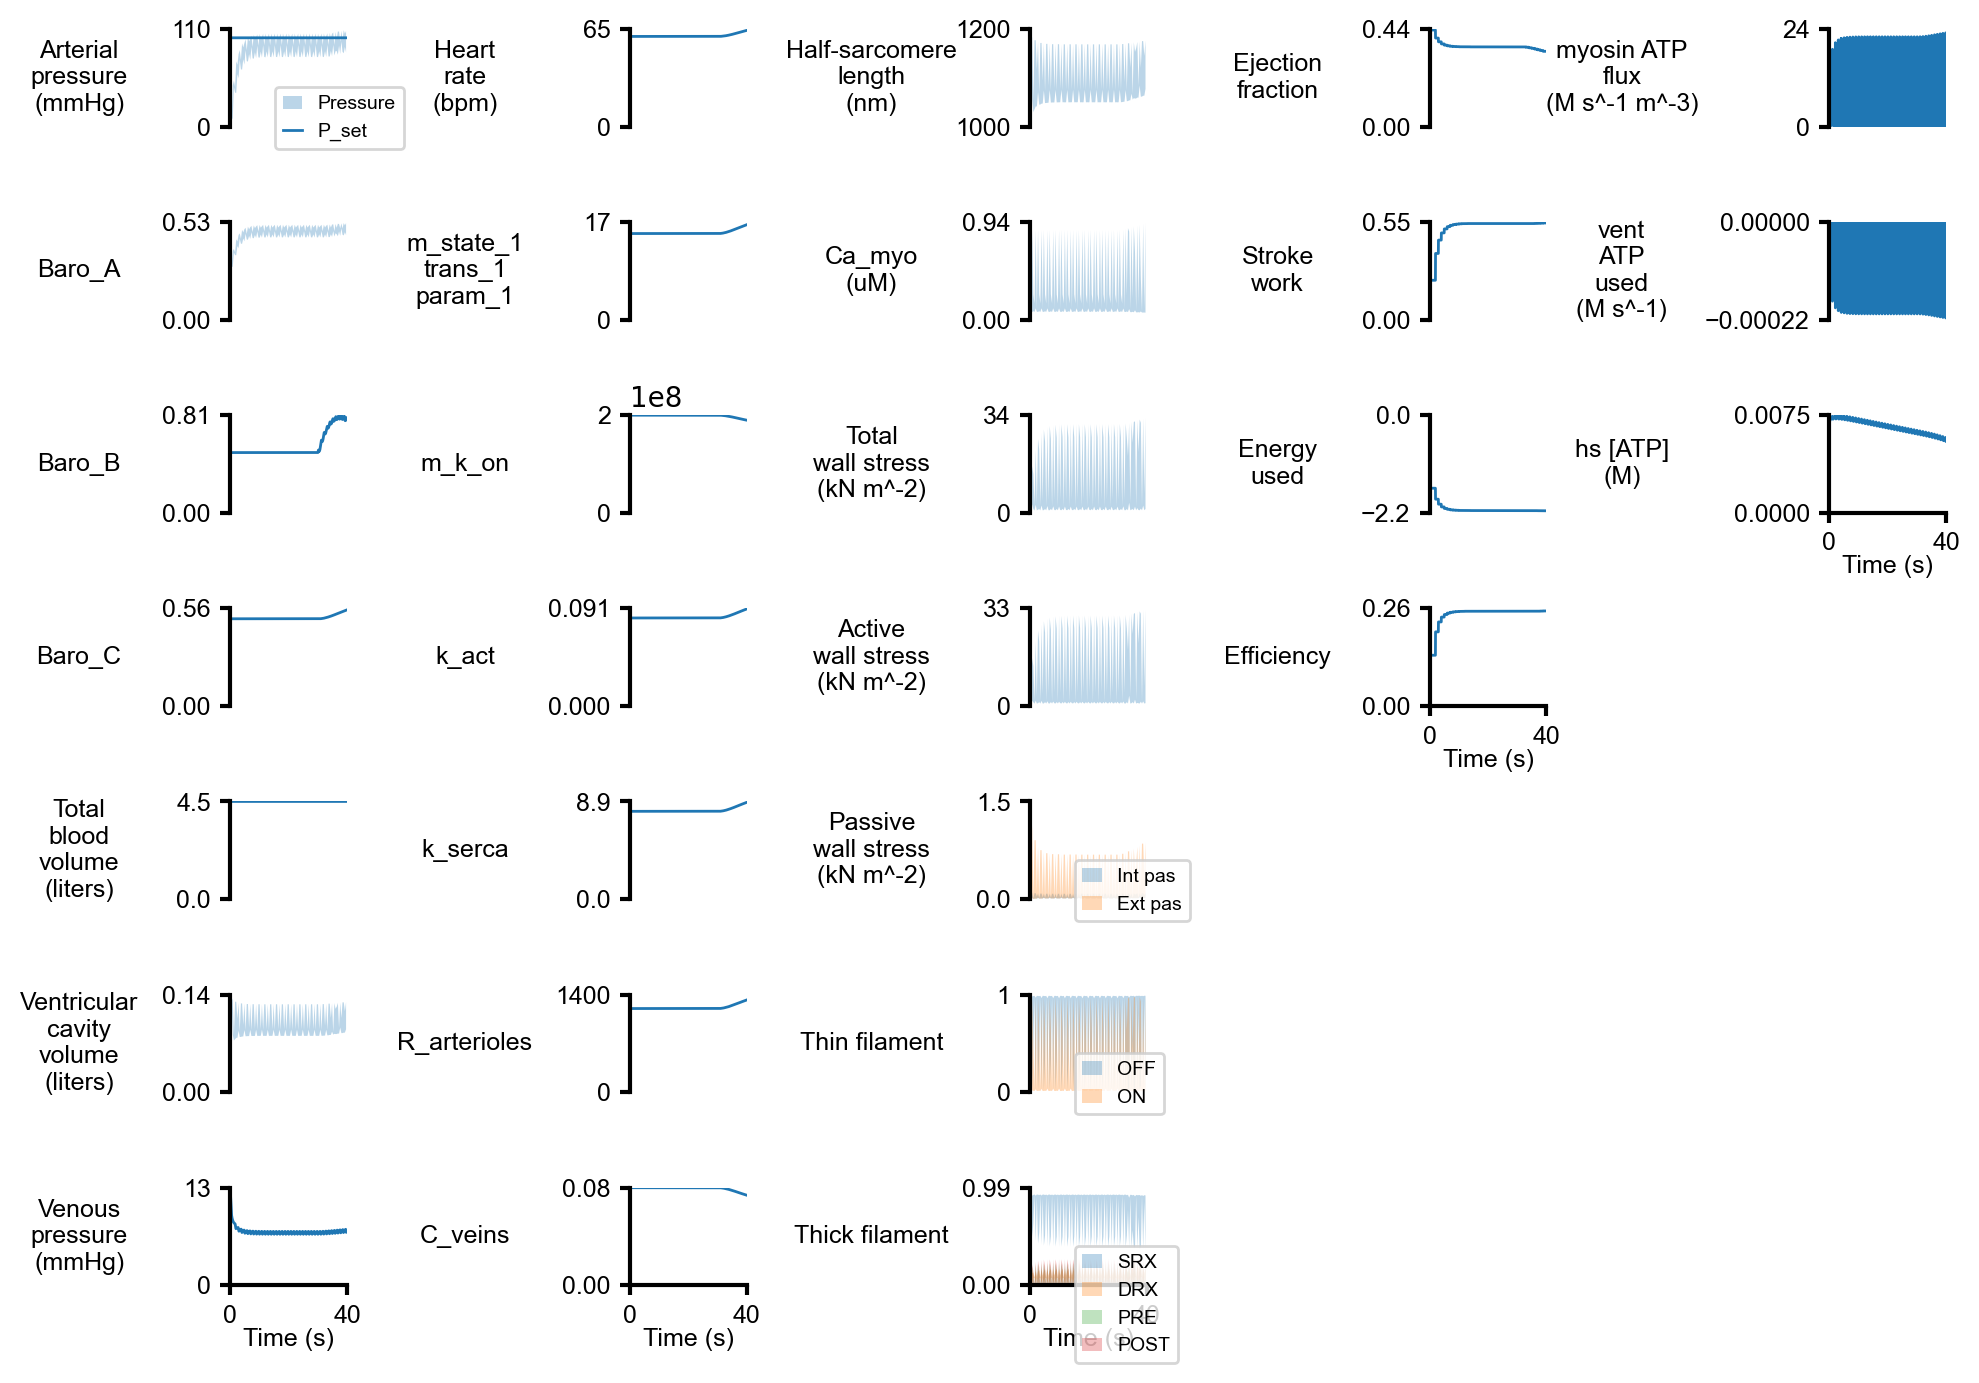 Arterial
pressure
(mmHg)
110
0
Pressure
P_set
Heart
rate
(bpm)
65
0
Half-sarcomere
length
(nm)
1200
1000
Ejection
fraction
0.44
0.00
myosin ATP
flux
(M s^-1 m^-3)
24
0
Baro_A
0.53
0.00
m_state_1
trans_1
param_1
17
0
Ca_myo
(uM)
0.94
0.00
Stroke
work
0.55
0.00
vent
ATP
used
(M s^-1)
0.00000
−0.00022
Baro_B
0.81
0.00
m_k_on
1e8
2
0
Total
wall stress
(kN m^-2)
34
0
Energy
used
0.0
−2.2
hs [ATP]
(M)
0.0075
0.0000
0 40
Time (s)
Baro_C
0.56
0.00
k_act
0.091
0.000
Active
wall stress
(kN m^-2)
33
0
Efficiency
0.26
0.00
0 40
Time (s)
Total
blood
volume
(liters)
4.5
0.0
k_serca
8.9
0.0
Passive
wall stress
(kN m^-2)
1.5
0.0
Int pas
Ext pas
Ventricular
cavity
volume
(liters)
0.14
0.00
R_arterioles
1400
0
Thin filament
1
0
OFF
ON
Venous
pressure
(mmHg)
13
0
0 40
Time (s)
C_veins
0.08
0.00
0 40
Time (s)
Thick filament
0.99
0.00
0 40
Time (s)
SRX
DRX
PRE
POST